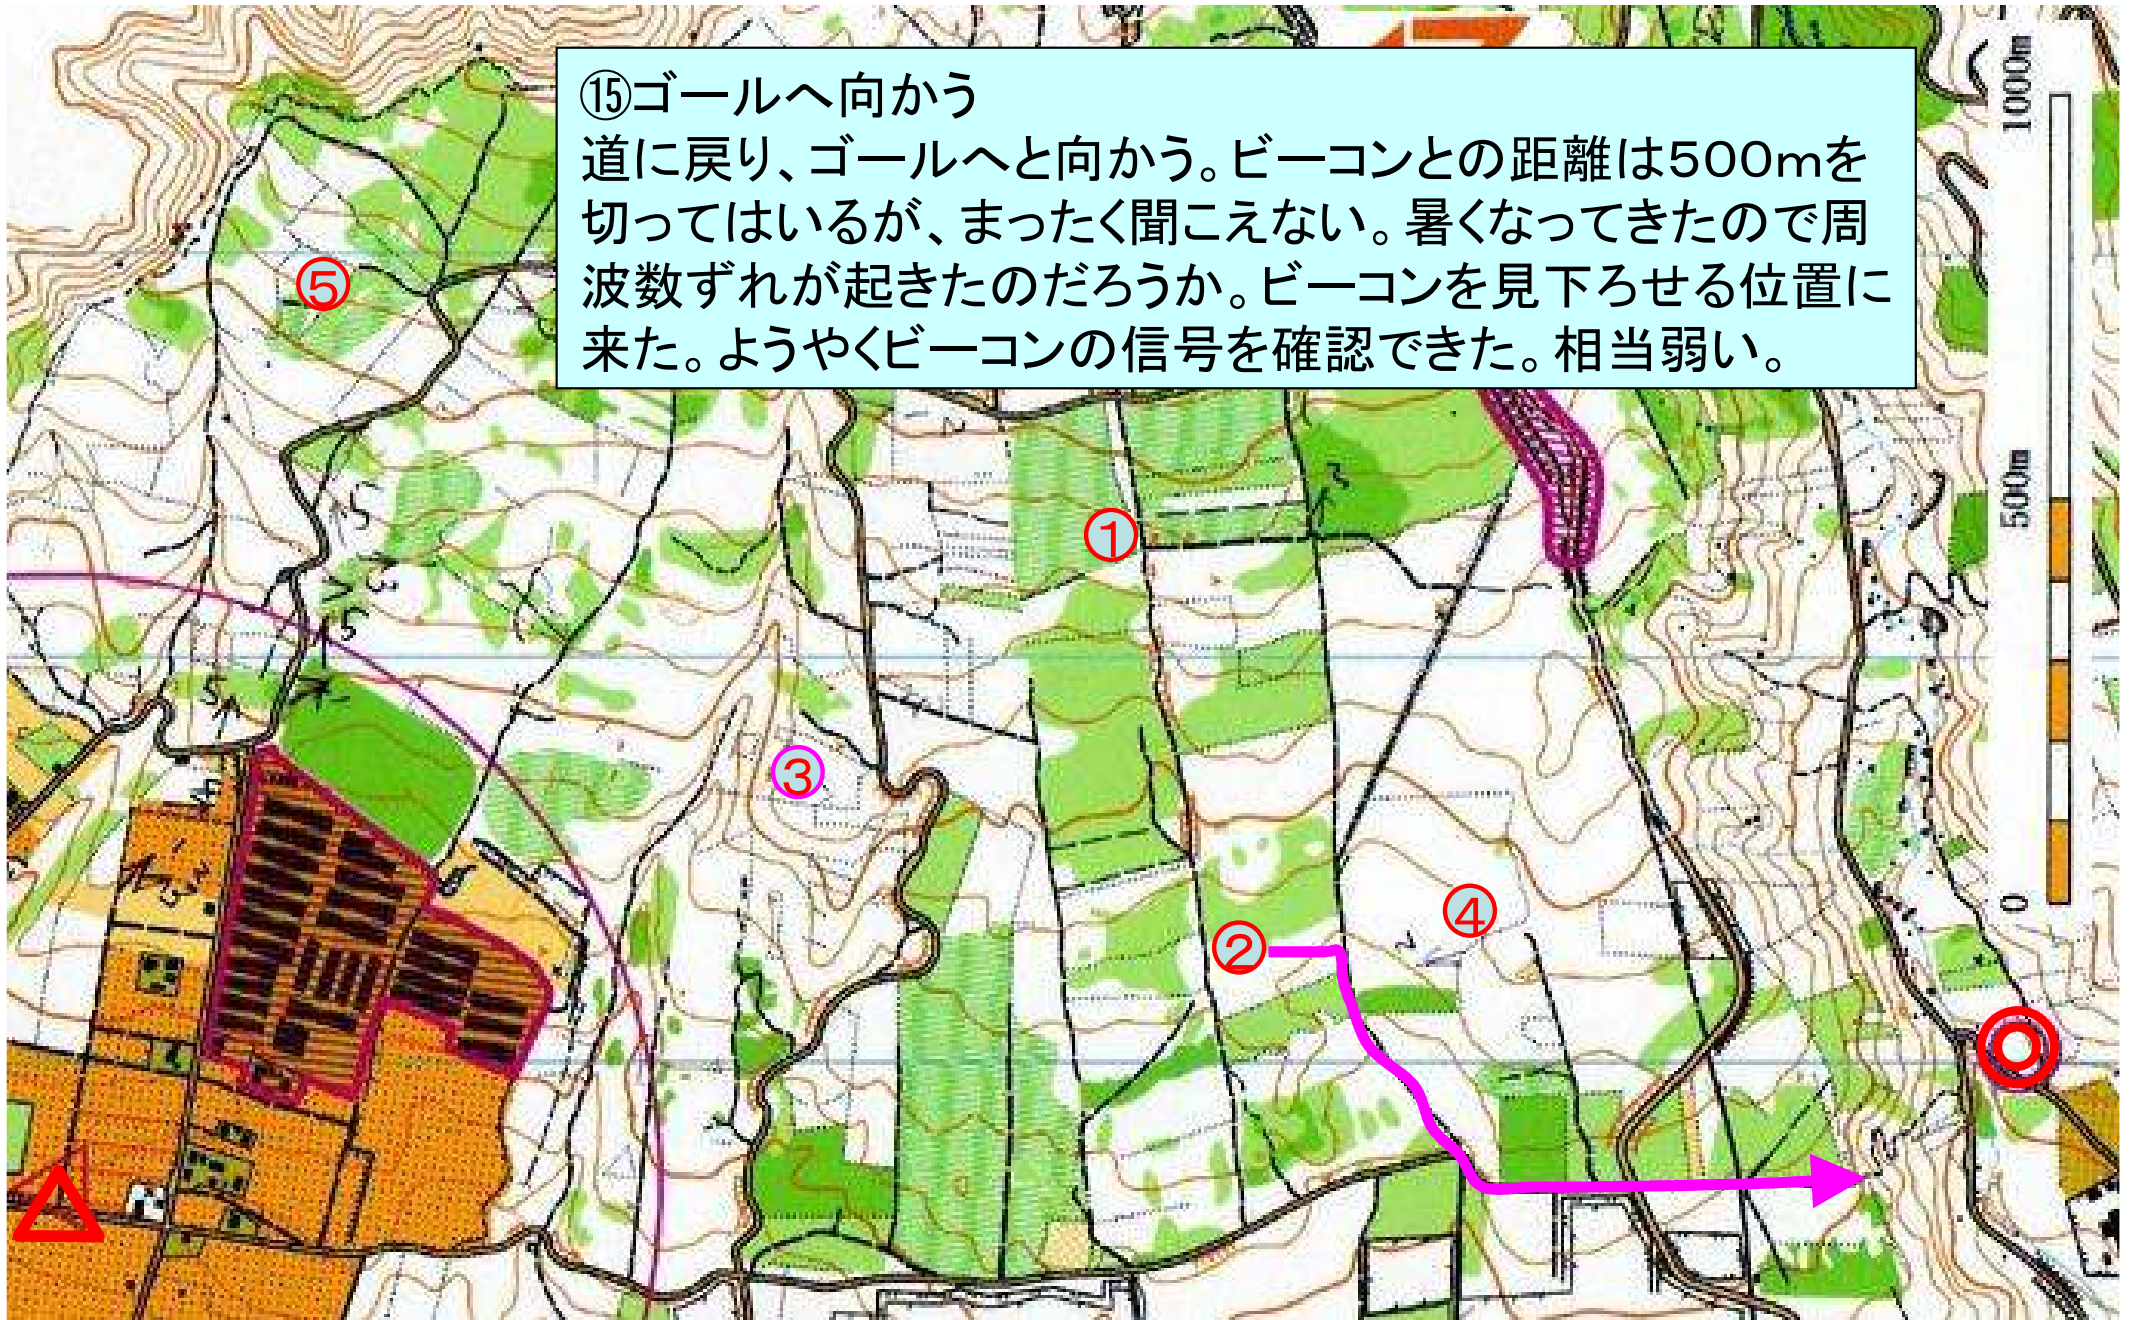 ⑮ゴールへ向かう
道に戻り、ゴールへと向かう。ビーコンとの距離は500mを
切ってはいるが、まったく聞こえない。暑くなってきたので周
波数ずれが起きたのだろうか。ビーコンを見下ろせる位置に
来た。ようやくビーコンの信号を確認できた。相当弱い。
1000m
500m
0
⑤
①
③
④
②